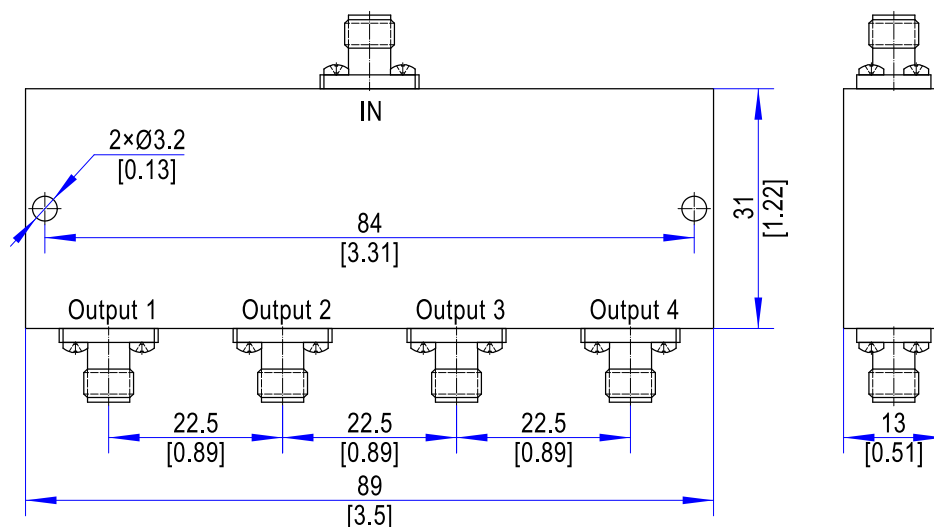 IN
2×Ø3.2
[0.13]
84
[3.31]
31
[1.22]
Output 1
Output 2
Output 3
Output 4
22.5
[0.89]
22.5
[0.89]
22.5
[0.89]
13
[0.51]
89
[3.5]